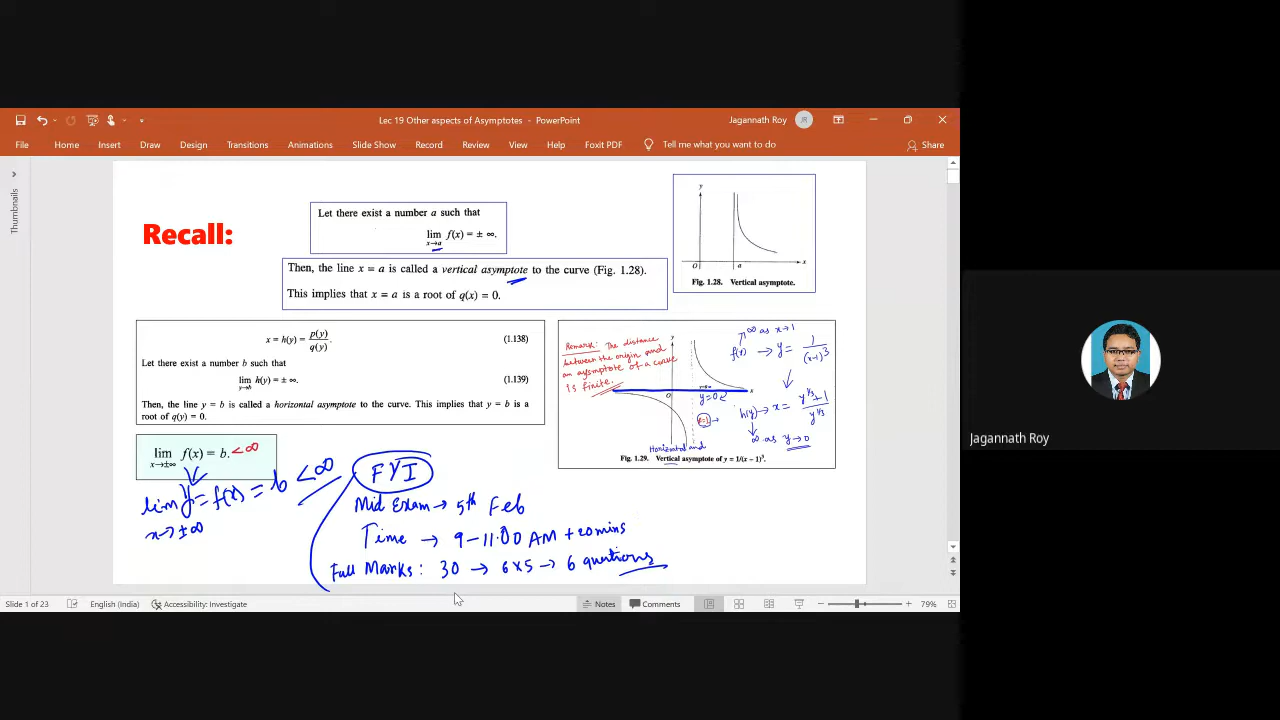 Lec 19 Other aspects of Asymptotes - PowerPoint
Jagannath Roy
JR
File Home Insert Draw Design Transitions Animations Slide Show Record Review View Help Foxit PDF Tell me what you want to do
Share
Thumbnails
Recall:
Let there exist a number a such that
lim f(x) = ± ∞.
x→a
Then, the line x = a is called a vertical asymptote to the curve (Fig. 1.28).
This implies that x = a is a root of q(x) = 0.
y
O a x
Fig. 1.28. Vertical asymptote.
x = h(y) = p(y)/q(y). (1.138)
Let there exist a number b such that
lim h(y) = ± ∞. (1.139)
y→b
Then, the line y = b is called a horizontal asymptote to the curve. This implies that y = b is a
root of q(y) = 0.
Remark: The distance
between the origin and
an asymptote of a curve
is finite.
y
O
x
y=0
x=1 →
∞ as x→1
f(x) → y = 1/(x-1)³
h(y) → x = y^1/3+1 / y^1/3
∞ as y→0
Horizontal and
Fig. 1.29. Vertical asymptote of y = 1/(x – 1)³.
lim f(x) = b. <∞
x→±∞
lim y = f(x) = b <∞
x→±∞
FYI
Mid Exam → 5th Feb
Time → 9-11:00 AM + 20 mins
Full Marks: 30 → 6×5 → 6 questions
Slide 1 of 23 English (India) Accessibility: Investigate Notes Comments 79%
Jagannath Roy